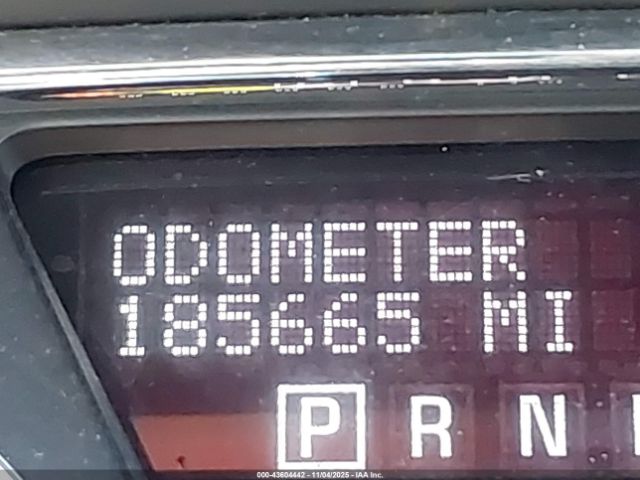 ODOMETER
185665 MI
P R N
000-43604442 - 11/04/2025 - IAA Inc.